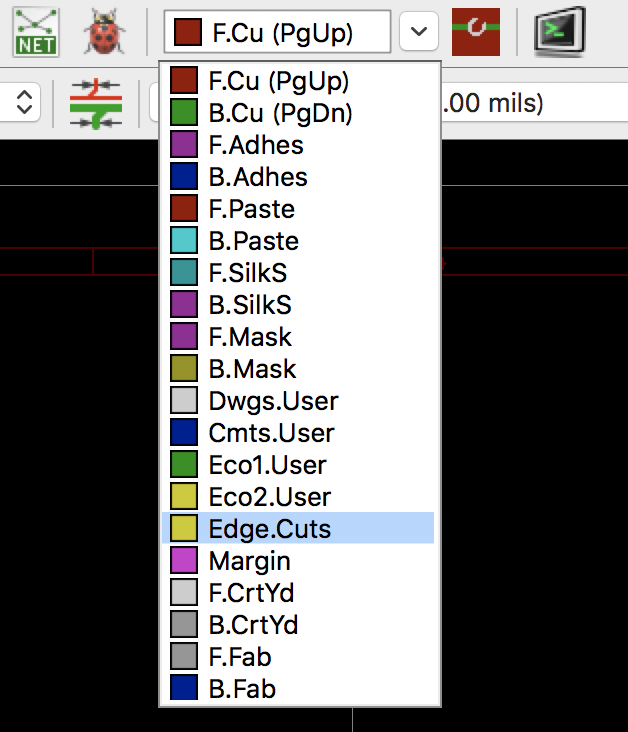 NET
F.Cu (PgUp)
.00 mils)
F.Cu (PgUp)
B.Cu (PgDn)
F.Adhes
B.Adhes
F.Paste
B.Paste
F.SilkS
B.SilkS
F.Mask
B.Mask
Dwgs.User
Cmts.User
Eco1.User
Eco2.User
Edge.Cuts
Margin
F.CrtYd
B.CrtYd
F.Fab
B.Fab